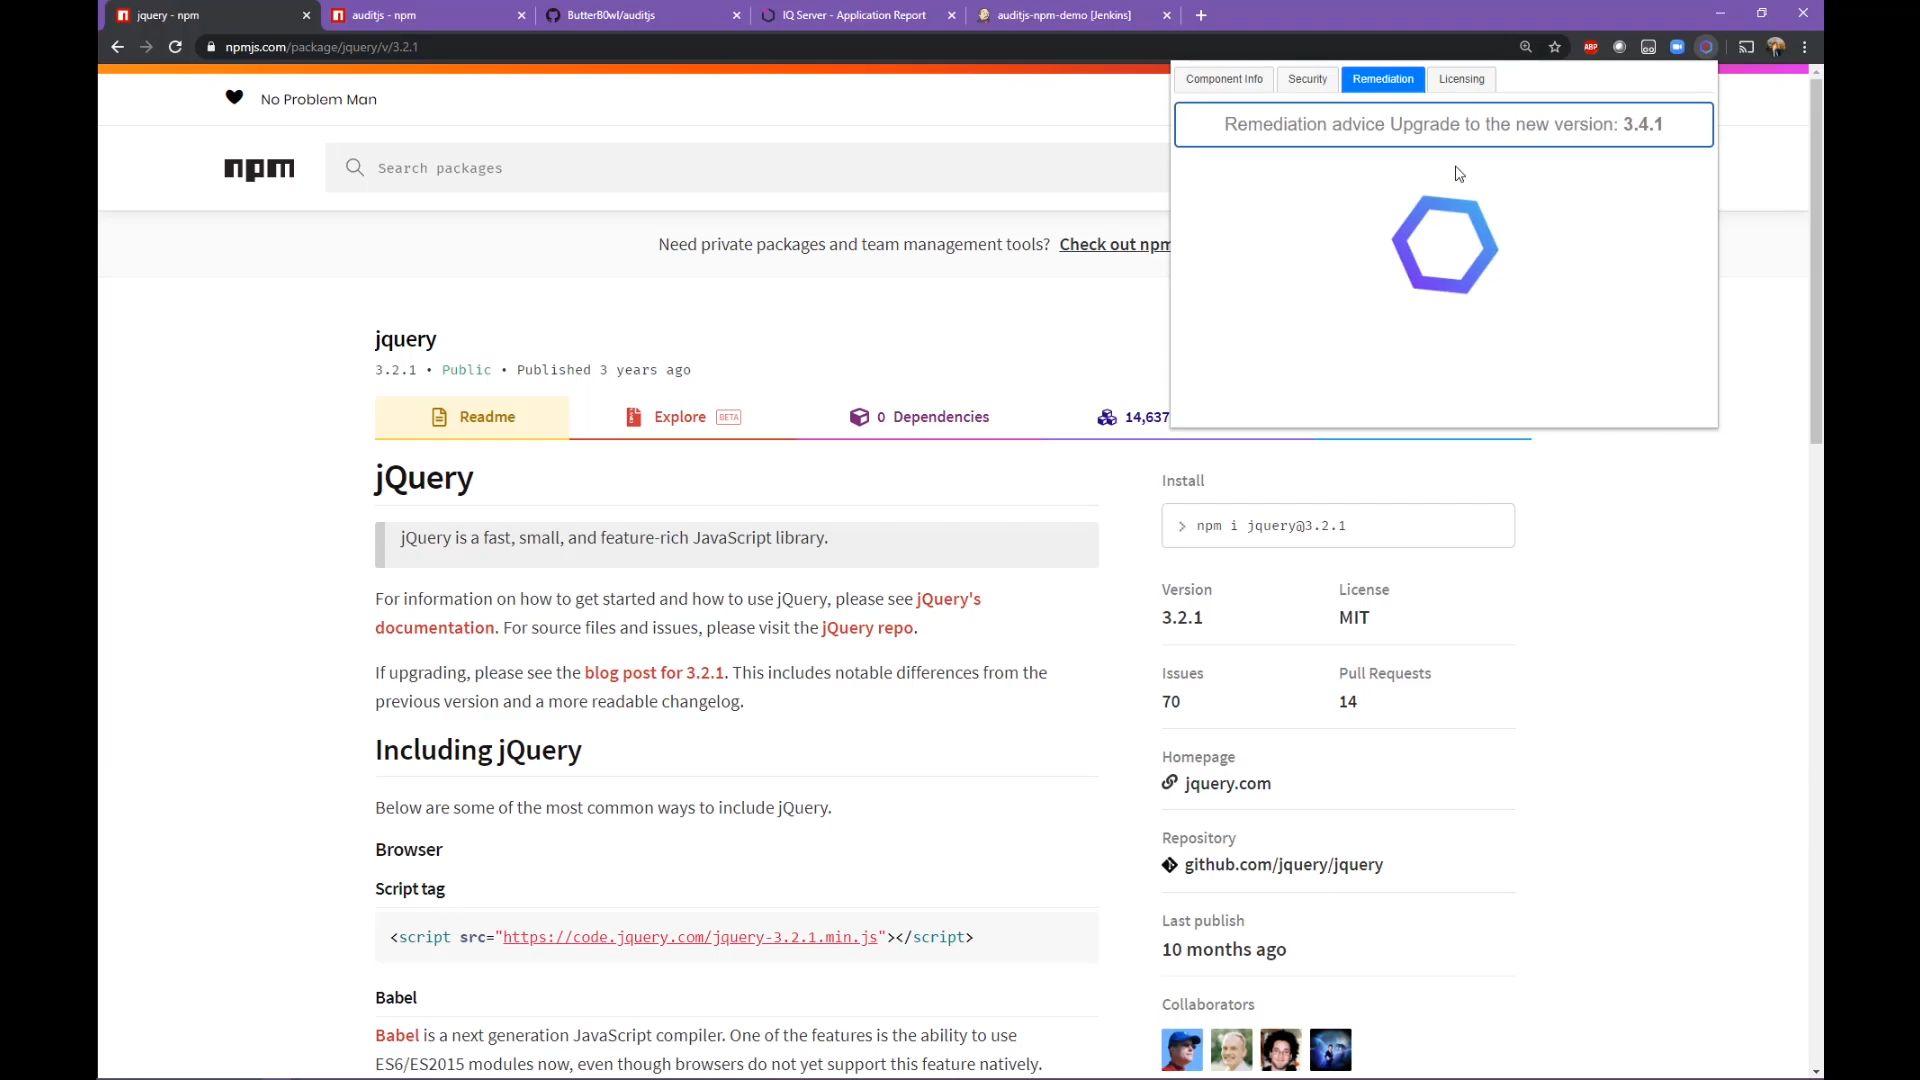 jquery - npm
auditjs - npm
ButterB0wl/auditjs
IQ Server - Application Report
auditjs-npm-demo [Jenkins]
npmjs.com/package/jquery/v/3.2.1
ABP
No Problem Man
npm
Search packages
Need private packages and team management tools? Check out npm
Component Info
Security
Remediation
Licensing
Remediation advice Upgrade to the new version: 3.4.1
jquery
3.2.1 • Public • Published 3 years ago
Readme
Explore BETA
0 Dependencies
14,637
jQuery
jQuery is a fast, small, and feature-rich JavaScript library.
For information on how to get started and how to use jQuery, please see jQuery's
documentation. For source files and issues, please visit the jQuery repo.
If upgrading, please see the blog post for 3.2.1. This includes notable differences from the
previous version and a more readable changelog.
Including jQuery
Below are some of the most common ways to include jQuery.
Browser
Script tag
<script src="https://code.jquery.com/jquery-3.2.1.min.js"></script>
Babel
Babel is a next generation JavaScript compiler. One of the features is the ability to use
ES6/ES2015 modules now, even though browsers do not yet support this feature natively.
Install
> npm i jquery@3.2.1
Version
License
3.2.1
MIT
Issues
Pull Requests
70
14
Homepage
jquery.com
Repository
github.com/jquery/jquery
Last publish
10 months ago
Collaborators